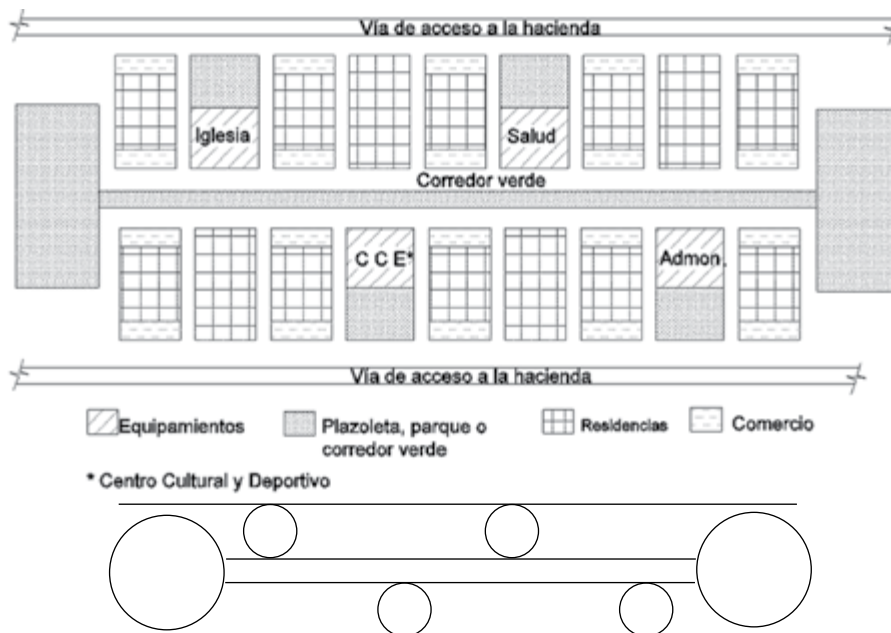 Vía de acceso a la hacienda
Iglesia
Salud
Corredor verde
C C E*
Admon.
Vía de acceso a la hacienda
Equipamientos
Plazoleta, parque o
corredor verde
Residencias
Comercio
* Centro Cultural y Deportivo